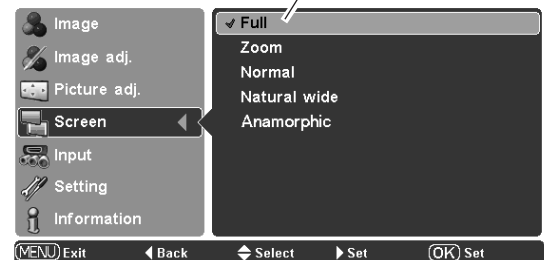 Image
Image adj.
Picture adj.
Screen
Input
Setting
Information
Full
Zoom
Normal
Natural wide
Anamorphic
MENU Exit Back Select Set OK Set